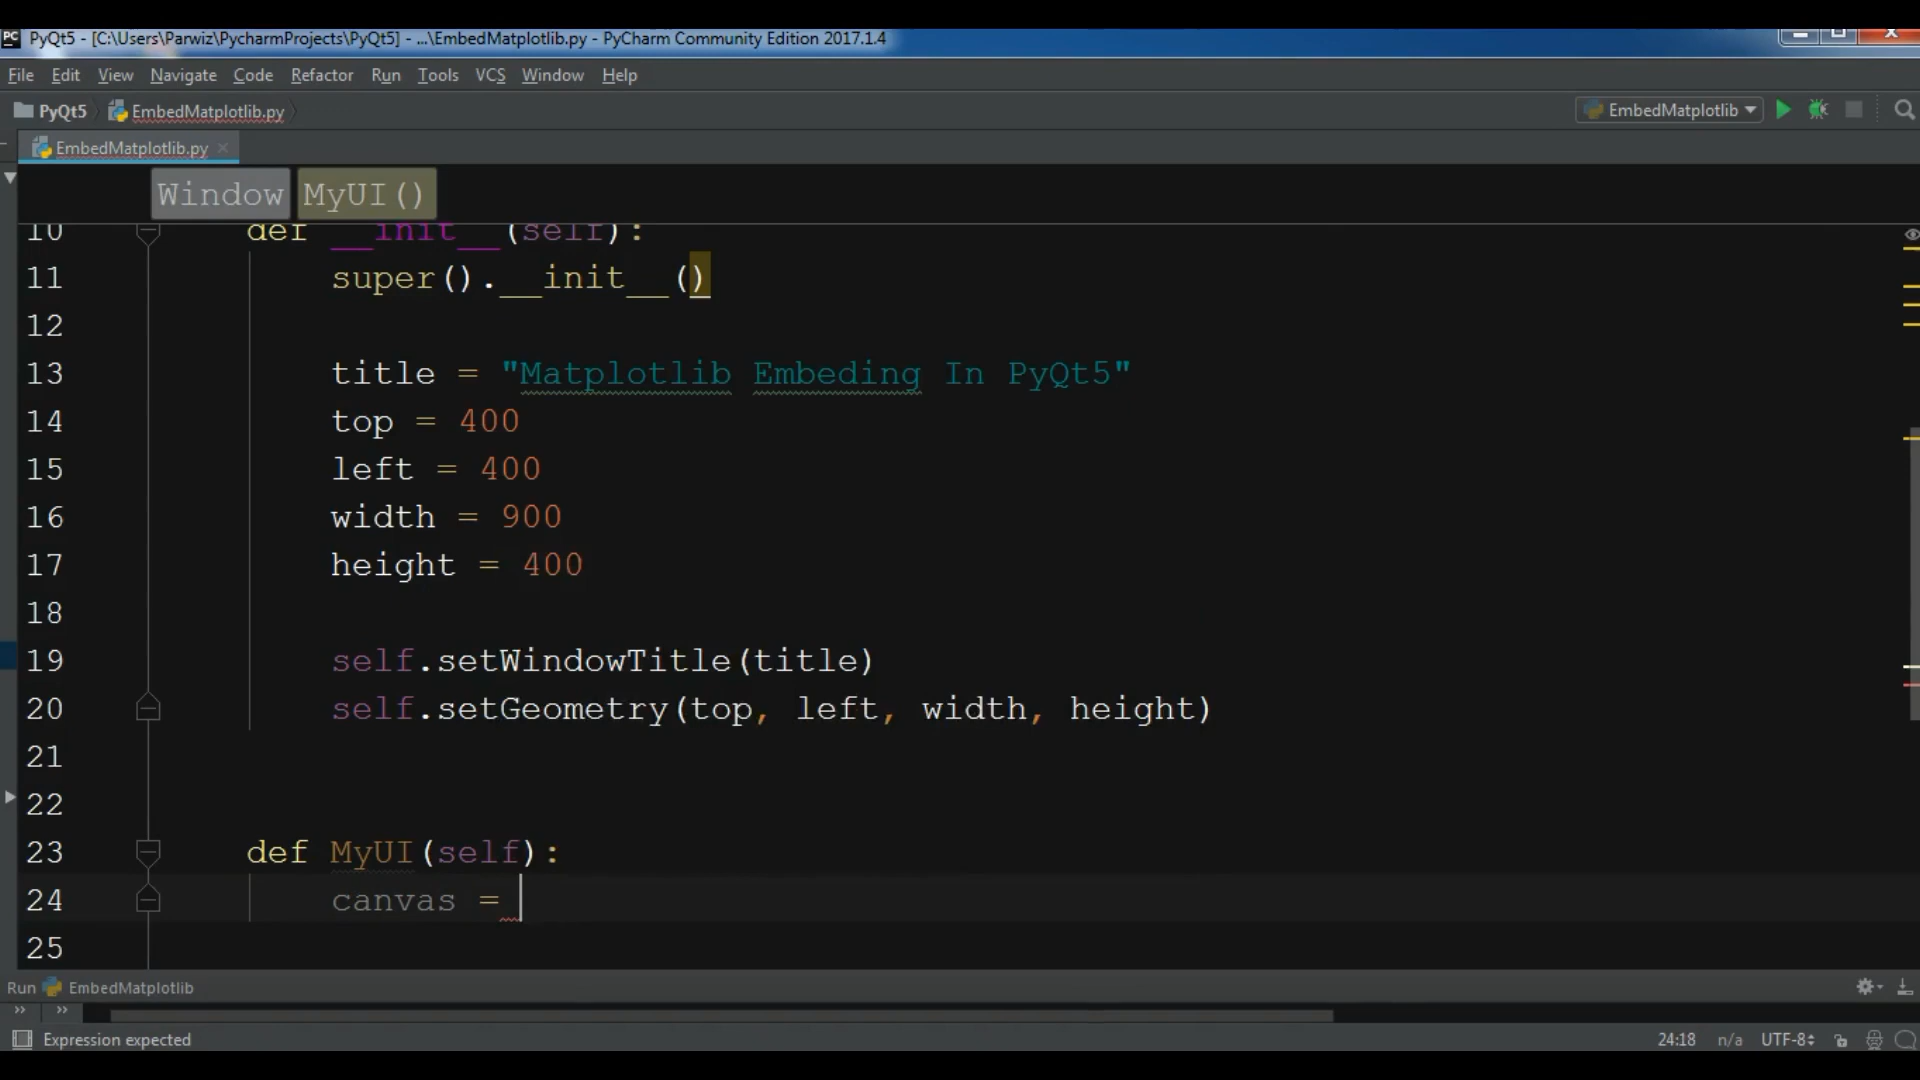 PC PyQt5 - [C:\Users\Parwiz\PycharmProjects\PyQt5] - ...\EmbedMatplotlib.py - PyCharm Community Edition 2017.1.4
File Edit View Navigate Code Refactor Run Tools VCS Window Help
PyQt5 EmbedMatplotlib.py EmbedMatplotlib
EmbedMatplotlib.py
Window MyUI()
10 def __init__(self):
11 super().__init__()
12
13 title = "Matplotlib Embeding In PyQt5"
14 top = 400
15 left = 400
16 width = 900
17 height = 400
18
19 self.setWindowTitle(title)
20 self.setGeometry(top, left, width, height)
21
22
23 def MyUI(self):
24 canvas =
25
Run EmbedMatplotlib
Expression expected 24:18 n/a UTF-8